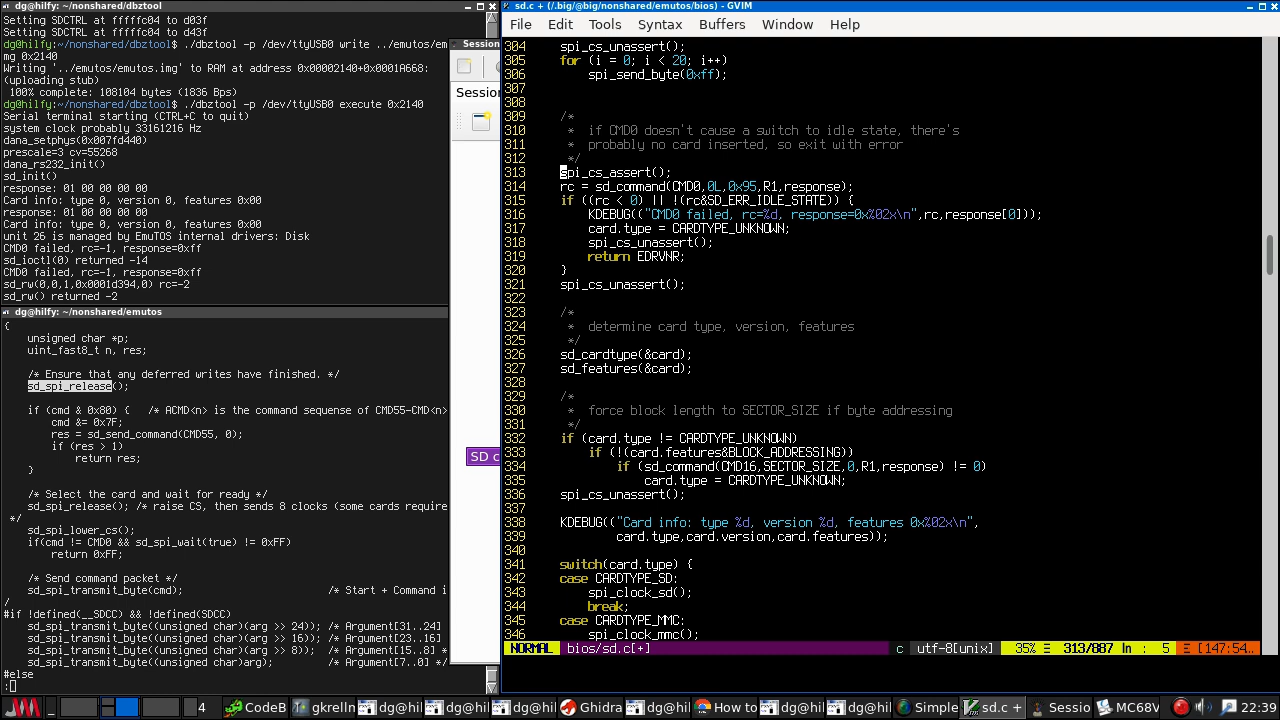 dg@hilfy: ~/nonshared/dbztool
Setting SDCTRL at fffffc04 to d03f
Setting SDCTRL at fffffc04 to d43f
dg@hilfy:~/nonshared/dbztool$ ./dbztool -p /dev/ttyUSB0 write ../emutos/em
mg 0x2140
Writing '../emutos/emutos.img' to RAM at address 0x00002140+0x0001A668:
(uploading stub)
100% complete: 108104 bytes (1836 Bps)
dg@hilfy:~/nonshared/dbztool$ ./dbztool -p /dev/ttyUSB0 execute 0x2140
Serial terminal starting (CTRL+C to quit)
system clock probably 33161216 Hz
dana_setphys(0x007fd440)
prescale=3 cv=55268
dana_rs232_init()
sd_init()
response: 01 00 00 00 00
Card info: type 0, version 0, features 0x00
response: 01 00 00 00 00
Card info: type 0, version 0, features 0x00
Unit 26 is managed by EmuTOS internal drivers: Disk
CMD0 failed, rc=-1, response=0xff
sd_ioctl(0) returned -14
CMD0 failed, rc=-1, response=0xff
sd_rw(0,0,1,0x0001d394,0) rc=-2
sd_rw() returned -2
dg@hilfy: ~/nonshared/emutos
{
unsigned char *p;
uint_fast8_t n, res;
/* Ensure that any deferred writes have finished. */
sd_spi_release();
if (cmd & 0x80) {   /* ACMD<n> is the command sequense of CMD55-CMD<n>
cmd &= 0x7F;
res = sd_send_command(CMD55, 0);
if (res > 1)
return res;
}
/* Select the card and wait for ready */
sd_spi_release(); /* raise CS, then sends 8 clocks (some cards require
*/
sd_spi_lower_cs();
if(cmd != CMD0 && sd_spi_wait(true) != 0xFF)
return 0xFF;
/* Send command packet */
sd_spi_transmit_byte(cmd);                        /* Start + Command i
/
#if !defined(__SDCC) && !defined(SDCC)
sd_spi_transmit_byte((unsigned char)(arg >> 24)); /* Argument[31..24]
sd_spi_transmit_byte((unsigned char)(arg >> 16)); /* Argument[23..16]
sd_spi_transmit_byte((unsigned char)(arg >> 8));  /* Argument[15..8] *
sd_spi_transmit_byte((unsigned char)arg);         /* Argument[7..0] */
#else
:
Session
Session
SD c
sd.c + (/.big/@big/nonshared/emutos/bios) - GVIM
File Edit Tools Syntax Buffers Window Help
304 spi_cs_unassert();
305 for (i = 0; i < 20; i++)
306 spi_send_byte(0xff);
307
308
309 /*
310 * if CMD0 doesn't cause a switch to idle state, there's
311 * probably no card inserted, so exit with error
312 */
313 spi_cs_assert();
314 rc = sd_command(CMD0,0L,0x95,R1,response);
315 if ((rc < 0) || !(rc&SD_ERR_IDLE_STATE)) {
316 KDEBUG(("CMD0 failed, rc=%d, response=0x%02x\n",rc,response[0]));
317 card.type = CARDTYPE_UNKNOWN;
318 spi_cs_unassert();
319 return EDRVNR;
320 }
321 spi_cs_unassert();
322
323 /*
324 * determine card type, version, features
325 */
326 sd_cardtype(&card);
327 sd_features(&card);
328
329 /*
330 * force block length to SECTOR_SIZE if byte addressing
331 */
332 if (card.type != CARDTYPE_UNKNOWN)
333 if (!(card.features&BLOCK_ADDRESSING))
334 if (sd_command(CMD16,SECTOR_SIZE,0,R1,response) != 0)
335 card.type = CARDTYPE_UNKNOWN;
336 spi_cs_unassert();
337
338 KDEBUG(("Card info: type %d, version %d, features 0x%02x\n",
339 card.type,card.version,card.features));
340
341 switch(card.type) {
342 case CARDTYPE_SD:
343 spi_clock_sd();
344 break;
345 case CARDTYPE_MMC:
346 spi_clock_mmc();
NORMAL bios/sd.c[+] c utf-8[unix] 35% Ξ 313/887 ln : 5 Ξ [147:54..
4 CodeB gkrelln dg@hil dg@hil dg@hil dg@hil Ghidra dg@hil How to dg@hil dg@hil Simple sd.c + Sessio MC68V 22:39